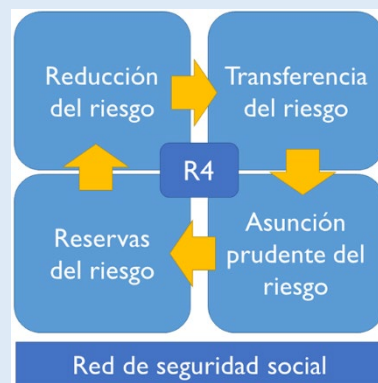 Reducción
del riesgo
Transferencia
del riesgo
R4
Reservas
del riesgo
Asunción
prudente del
riesgo
Red de seguridad social